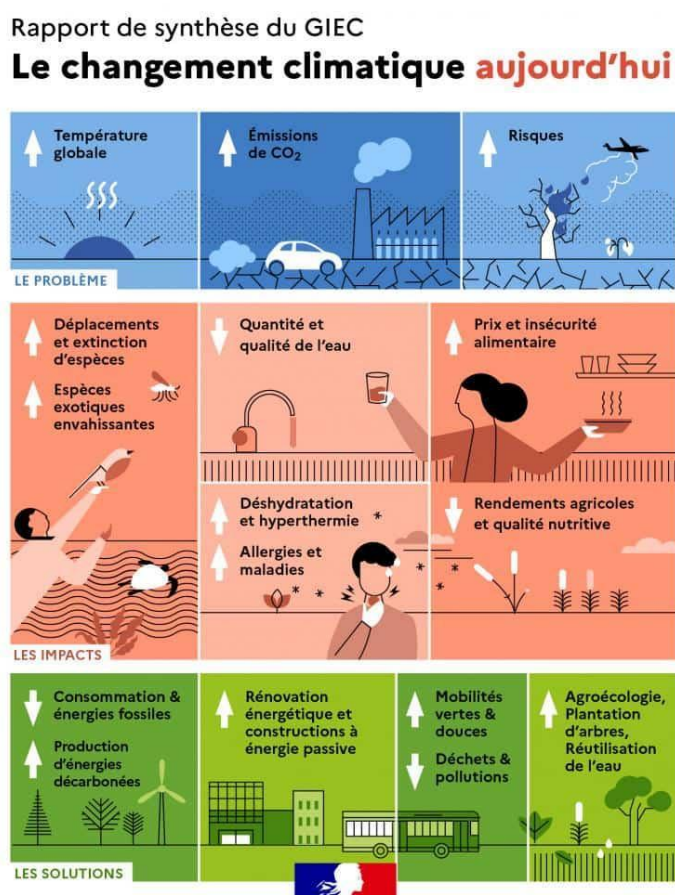 Rapport de synthèse du GIEC
Le changement climatique aujourd’hui
Température
globale
Émissions
de CO₂
Risques
LE PROBLÈME
Déplacements
et extinction
d’espèces
Espèces
exotiques
envahissantes
Quantité et
qualité de l’eau
Prix et insécurité
alimentaire
Déshydratation
et hyperthermie
Allergies et
maladies
Rendements agricoles
et qualité nutritive
LES IMPACTS
Consommation &
énergies fossiles
Production
d’énergies
décarbonées
Rénovation
énergétique et
constructions à
énergie passive
Mobilités
vertes &
douces
Déchets &
pollutions
Agroécologie,
Plantation
d’arbres,
Réutilisation
de l’eau
LES SOLUTIONS